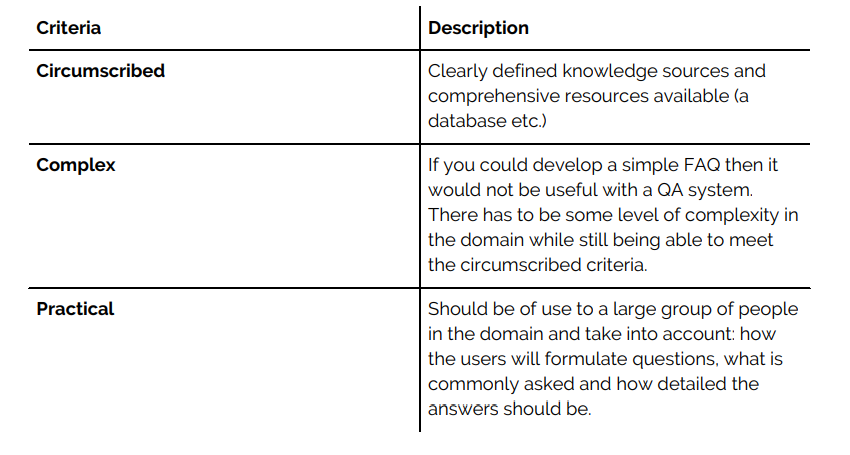 Criteria
Description
Circumscribed
Clearly defined knowledge sources and
comprehensive resources available (a
database etc.)
Complex
If you could develop a simple FAQ then it
would not be useful with a QA system.
There has to be some level of complexity in
the domain while still being able to meet
the circumscribed criteria.
Practical
Should be of use to a large group of people
in the domain and take into account: how
the users will formulate questions, what is
commonly asked and how detailed the
answers should be.